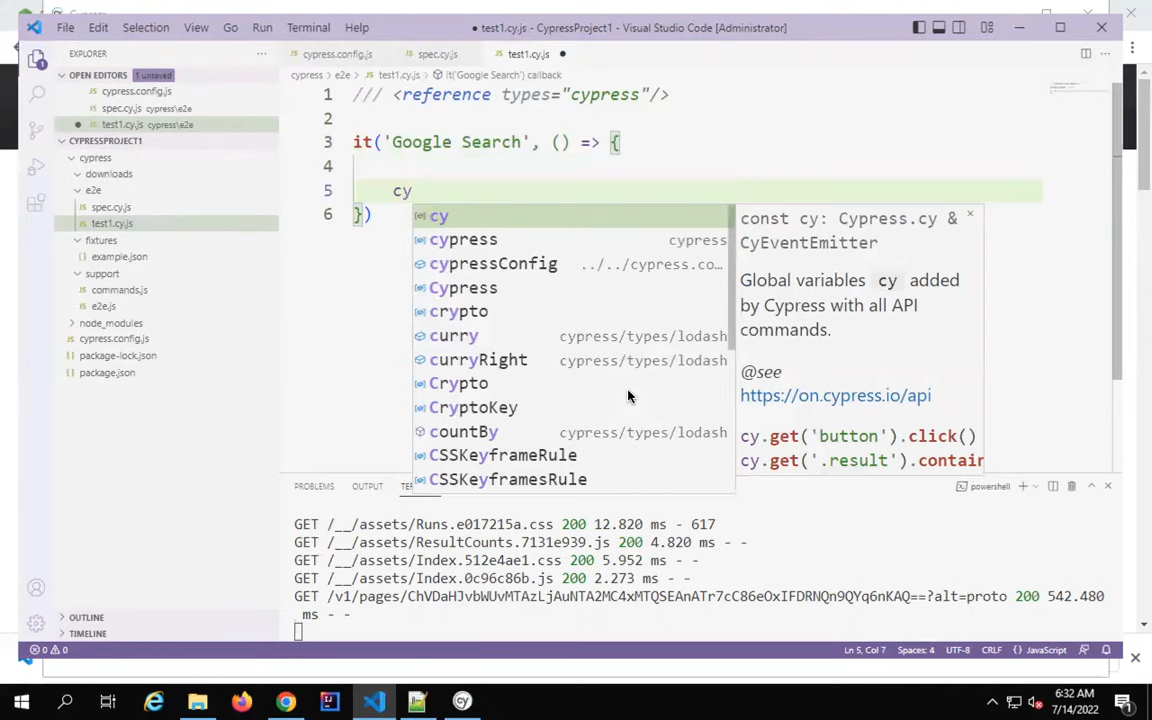 File Edit Selection View Go Run Terminal ● test1.cy.js - CypressProject1 - Visual Studio Code [Administrator]
EXPLORER
OPEN EDITORS 1 unsaved
cypress.config.js
spec.cy.js cypress\e2e
test1.cy.js cypress\e2e
CYPRESSPROJECT1
cypress
downloads
e2e
spec.cy.js
test1.cy.js
fixtures
example.json
support
commands.js
e2e.js
node_modules
cypress.config.js
package-lock.json
package.json
OUTLINE
TIMELINE
cypress.config.js spec.cy.js test1.cy.js
cypress > e2e > test1.cy.js > it('Google Search') callback
1 /// <reference types="cypress"/>
2
3 it('Google Search', () => {
4
5 cy
6 })
cy
cypress cypress
cypressConfig ../../cypress.co…
Cypress
crypto
curry cypress/types/lodash
curryRight cypress/types/lodash
Crypto
CryptoKey
countBy cypress/types/lodash
CSSKeyframeRule
CSSKeyframesRule
const cy: Cypress.cy &
CyEventEmitter
Global variables cy added
by Cypress with all API
commands.
@see
https://on.cypress.io/api
cy.get('button').click()
cy.get('.result').contain
PROBLEMS OUTPUT powershell
GET /__/assets/Runs.e017215a.css 200 12.820 ms - 617
GET /__/assets/ResultCounts.7131e939.js 200 4.820 ms - -
GET /__/assets/Index.512e4ae1.css 200 5.952 ms - -
GET /__/assets/Index.0c96c86b.js 200 2.273 ms - -
GET /v1/pages/ChVDaHJvbWUvMTAzLjAuNTA2MC4xMTQSEAnATr7cC86eOxIFDRNQn9QYq6nKAQ==?alt=proto 200 542.480
ms - -
0 0 Ln 5, Col 7 Spaces: 4 UTF-8 CRLF {} JavaScript
6:32 AM
7/14/2022